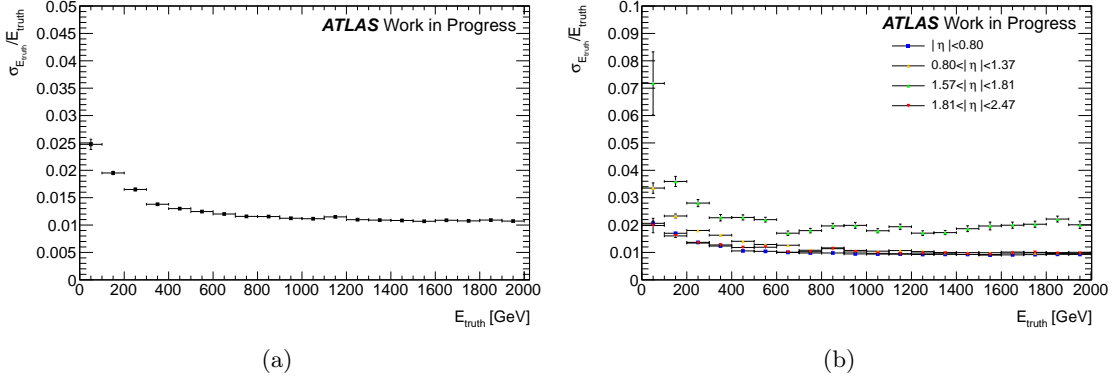 ATLAS Work in Progress
σ_{E_truth}/E_truth
0.05
0.045
0.04
0.035
0.03
0.025
0.02
0.015
0.01
0.005
0
0 200 400 600 800 1000 1200 1400 1600 1800 2000
E_truth [GeV]
(a)
ATLAS Work in Progress
σ_{E_truth}/E_truth
| η |<0.80
0.80<| η |<1.37
1.57<| η |<1.81
1.81<| η |<2.47
0.1
0.09
0.08
0.07
0.06
0.05
0.04
0.03
0.02
0.01
0
0 200 400 600 800 1000 1200 1400 1600 1800 2000
E_truth [GeV]
(b)